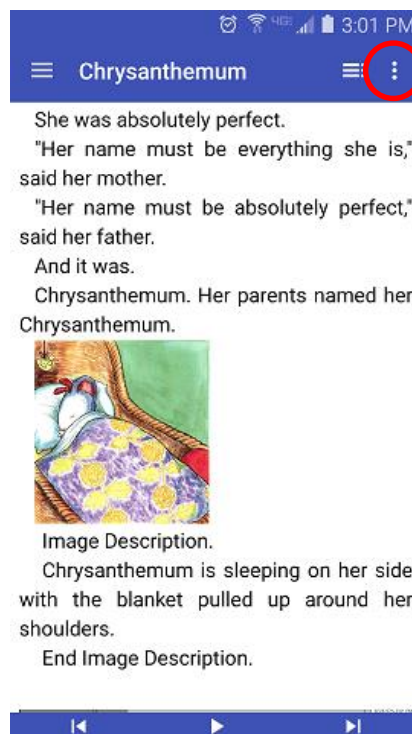 4G 3:01 PM
Chrysanthemum
She was absolutely perfect.
"Her name must be everything she is,"
said her mother.
"Her name must be absolutely perfect,"
said her father.
And it was.
Chrysanthemum. Her parents named her
Chrysanthemum.
Image Description.
Chrysanthemum is sleeping on her side
with the blanket pulled up around her
shoulders.
End Image Description.